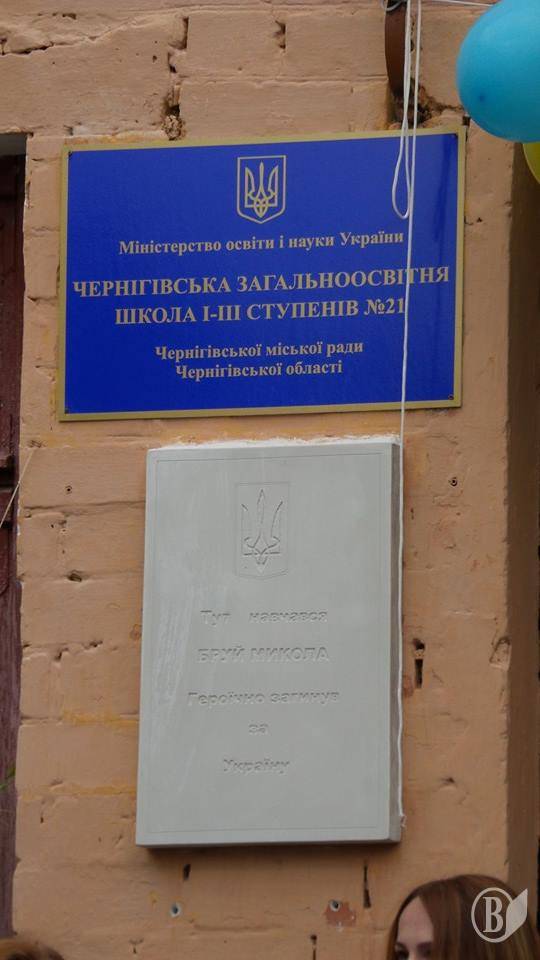 Міністерство освіти і науки України
ЧЕРНІГІВСЬКА ЗАГАЛЬНООСВІТНЯ
ШКОЛА І-ІІІ СТУПЕНІВ №21
Чернігівської міської ради
Чернігівської області
Тут навчався
БРУЙ МИКОЛА
Героїчно загинув
за
Україну
В